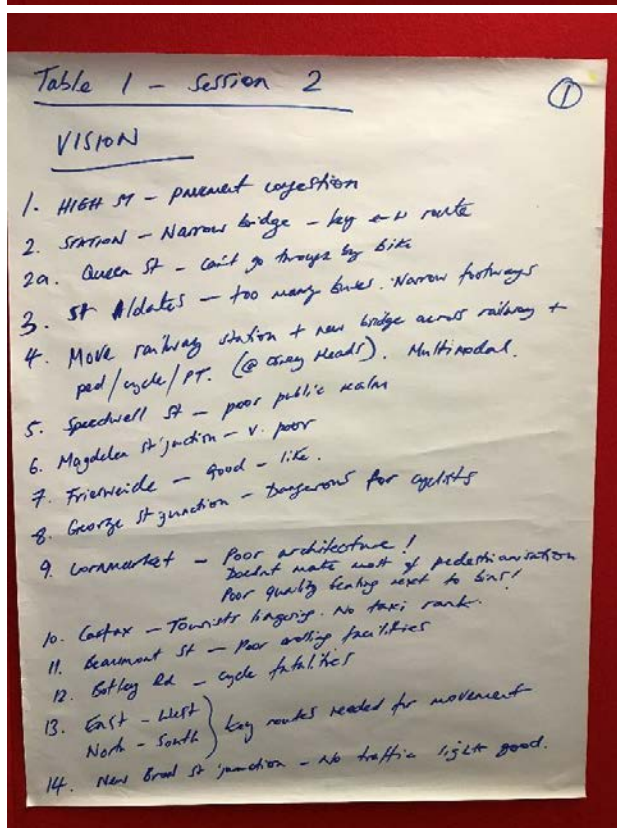 Table 1 - Session 2
1
VISION
1. HIGH ST - pavement congestion
2. STATION - Narrow bridge - key e-w route
2a. Queen St - can't go through by bike
3. St Aldates - too many buses. Narrow footways
4. Move railway station + new bridge across railway +
ped/cycle/PT. (@ Osney Meads). Multimodal.
5. Speedwell St - poor public realm
6. Magdalen St junction - v. poor
7. Frieswide - Good - like.
8. George St junction - Dangerous for cyclists
9. Cornmarket - Poor architecture!
Doesn't make most of pedestrianisation
Poor quality seating next to bins!
10. Carfax - Tourists lingering. No taxi rank.
11. Beaumont St - Poor crossing facilities
12. Botley Rd - cycle fatalities
13. East - West
North - South } key routes needed for movement
14. New Broad St junction - No traffic lights good.